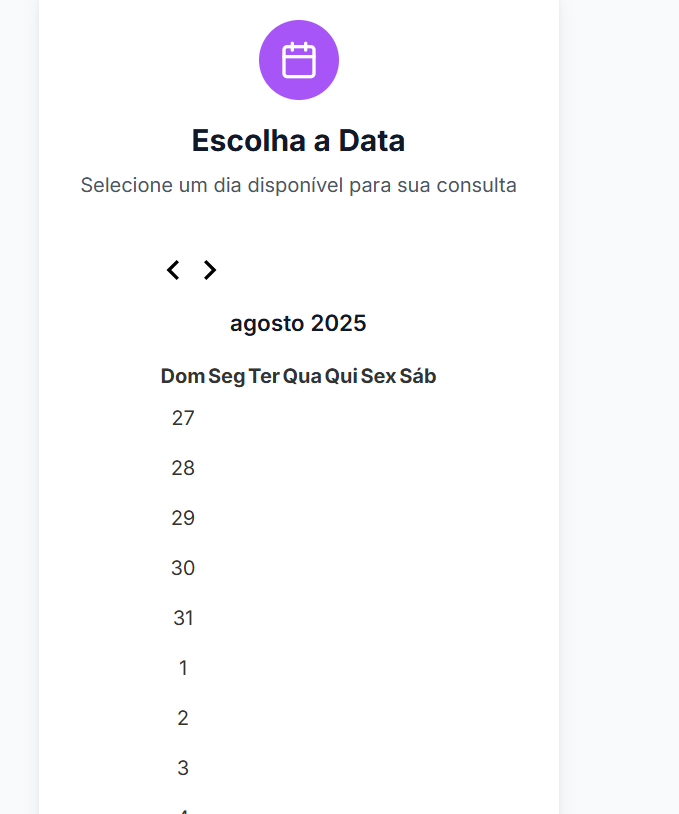 Escolha a Data
Selecione um dia disponível para sua consulta
agosto 2025
Dom Seg Ter Qua Qui Sex Sáb
27
28
29
30
31
1
2
3